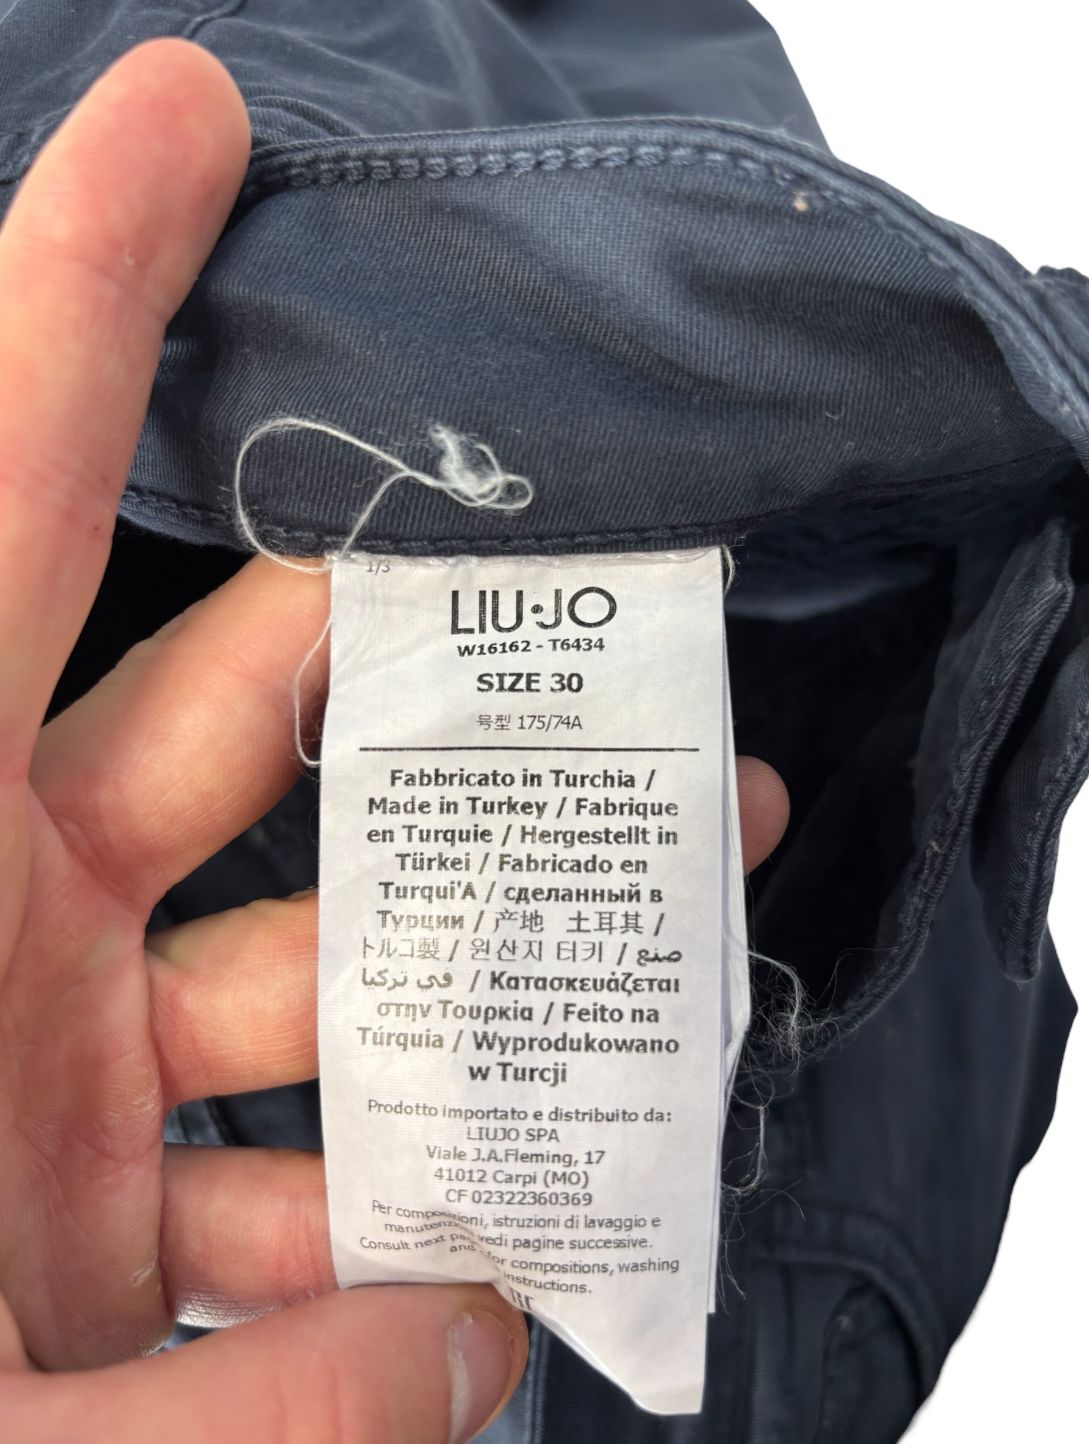 1/3
LIU·JO
W16162 - T6434
SIZE 30
号型 175/74A
Fabbricato in Turchia /
Made in Turkey / Fabrique
en Turquie / Hergestellt in
Türkei / Fabricado en
Turqui'A / сделанный в
Турции / 产地 土耳其 /
トルコ製 / 원산지 터키 / صنع
في تركيا / Κατασκευάζεται
στην Τουρκία / Feito na
Túrquia / Wyprodukowano
w Turcji
Prodotto importato e distribuito da:
LIUJO SPA
Viale J.A.Fleming, 17
41012 Carpi (MO)
CF 02322360369
Per composizioni, istruzioni di lavaggio e
vedi pagine successive.
Consult next and for compositions, washing
instructions.